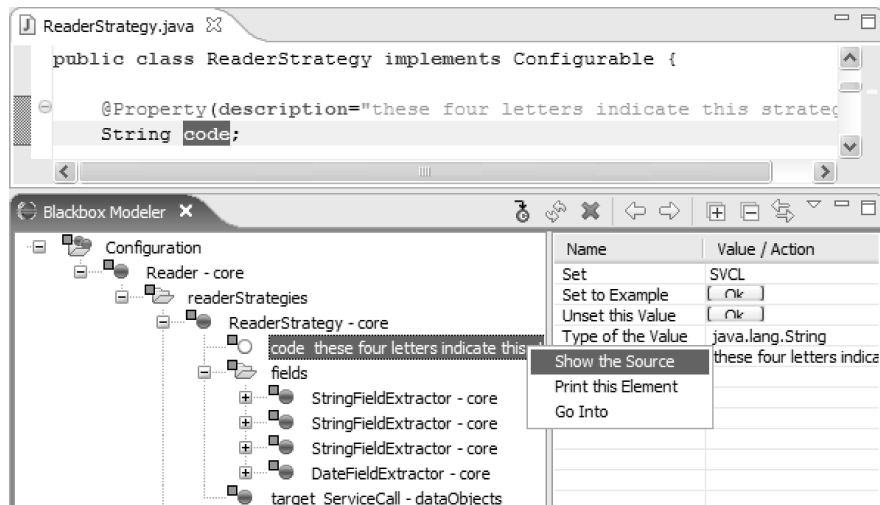 ReaderStrategy.java
public class ReaderStrategy implements Configurable {
@Property(description="these four letters indicate this strateg
String code;
Blackbox Modeler
Configuration
Reader - core
readerStrategies
ReaderStrategy - core
code these four letters indicate this
fields
StringFieldExtractor - core
StringFieldExtractor - core
StringFieldExtractor - core
DateFieldExtractor - core
target ServiceCall - dataObjects
Name Value / Action
Set SVCL
Set to Example [ Ok ]
Unset this Value [ Ok ]
Type of the Value java.lang.String
these four letters indica
Show the Source
Print this Element
Go Into